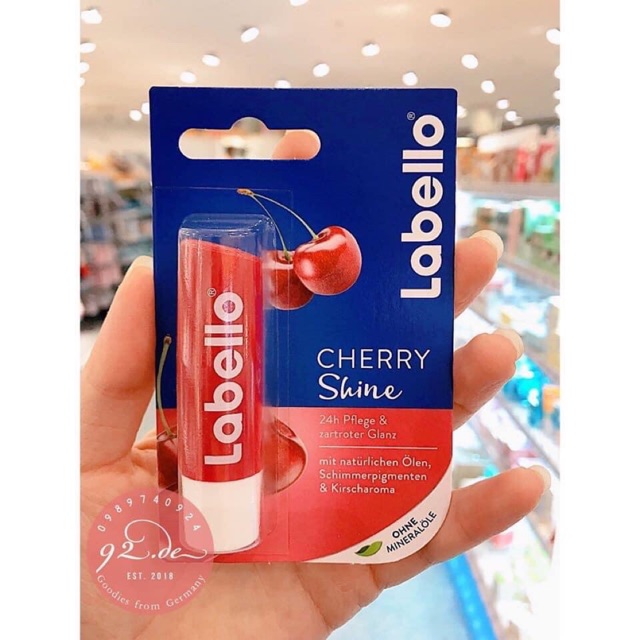 Labello®
Labello®
CHERRY
Shine
24h Pflege &
zartroter Glanz
mit natürlichen Ölen,
Schimmerpigmenten
& Kirscharoma
OHNE
MINERALÖLE
0989740924
92.de
EST. 2018
Goodies from Germany